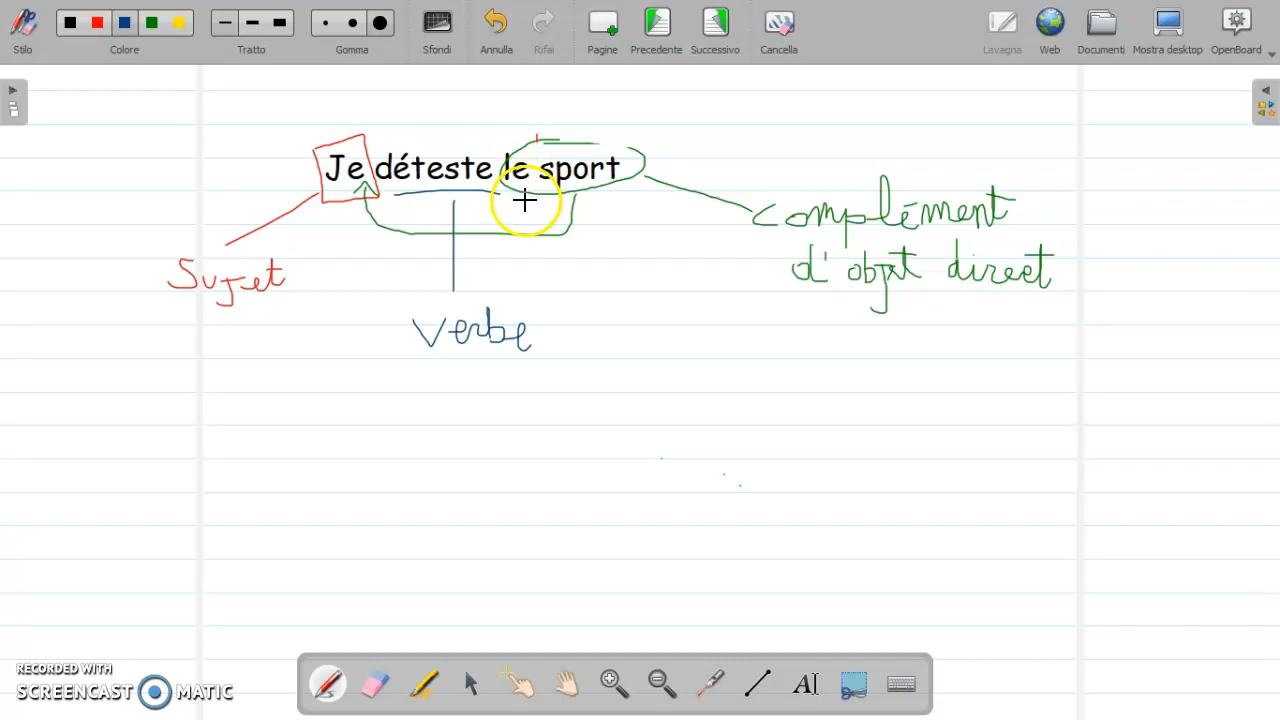 Stilo Colore Tratto Gomma Sfondi Annulla Rifai Pagine Precedente Successivo Cancella Lavagna Web Documenti Mostra desktop OpenBoard
Je déteste le sport
complément
d'objet direct
Sujet
verbe
RECORDED WITH
SCREENCAST MATIC